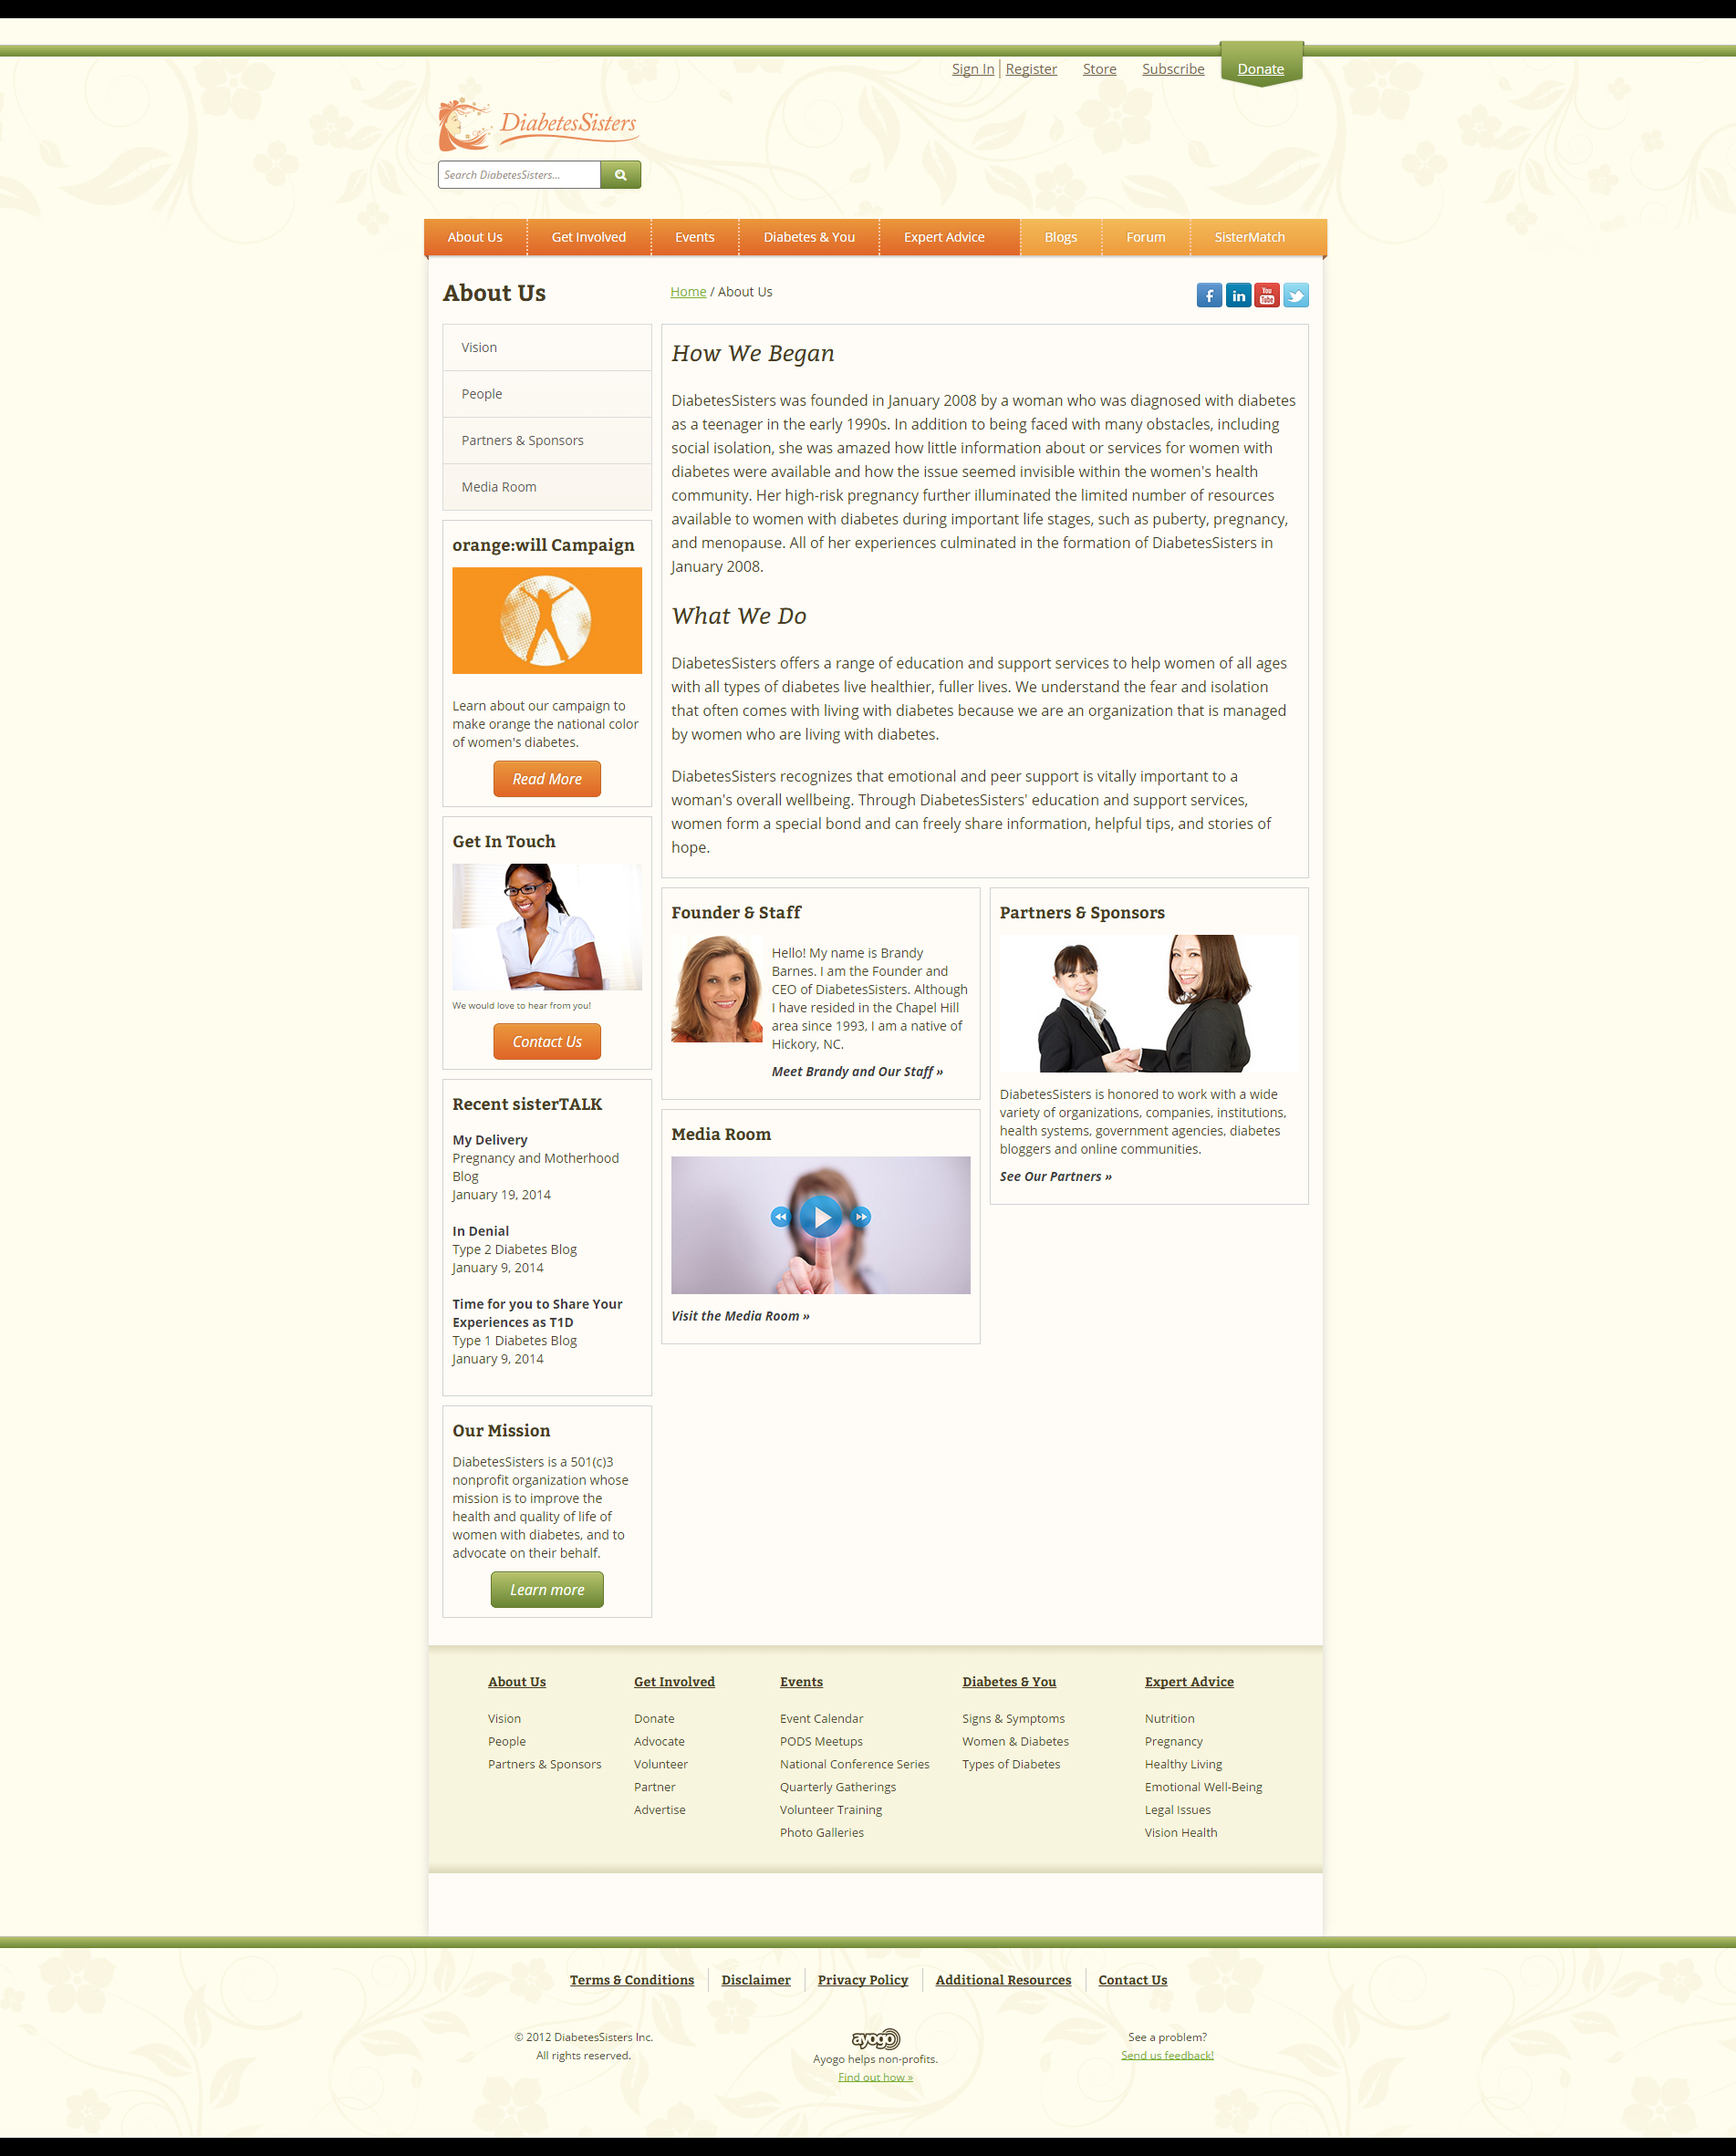 Sign In Register Store Subscribe Donate
DiabetesSisters
Search DiabetesSisters...
About Us Get Involved Events Diabetes & You Expert Advice Blogs Forum SisterMatch
About Us
Home / About Us
f in You Tube
Vision
People
Partners & Sponsors
Media Room
orange:will Campaign
Learn about our campaign to
make orange the national color
of women's diabetes.
Read More
Get In Touch
We would love to hear from you!
Contact Us
Recent sisterTALK
My Delivery
Pregnancy and Motherhood
Blog
January 19, 2014
In Denial
Type 2 Diabetes Blog
January 9, 2014
Time for you to Share Your
Experiences as T1D
Type 1 Diabetes Blog
January 9, 2014
Our Mission
DiabetesSisters is a 501(c)3
nonprofit organization whose
mission is to improve the
health and quality of life of
women with diabetes, and to
advocate on their behalf.
Learn more
How We Began
DiabetesSisters was founded in January 2008 by a woman who was diagnosed with diabetes
as a teenager in the early 1990s. In addition to being faced with many obstacles, including
social isolation, she was amazed how little information about or services for women with
diabetes were available and how the issue seemed invisible within the women's health
community. Her high-risk pregnancy further illuminated the limited number of resources
available to women with diabetes during important life stages, such as puberty, pregnancy,
and menopause. All of her experiences culminated in the formation of DiabetesSisters in
January 2008.
What We Do
DiabetesSisters offers a range of education and support services to help women of all ages
with all types of diabetes live healthier, fuller lives. We understand the fear and isolation
that often comes with living with diabetes because we are an organization that is managed
by women who are living with diabetes.
DiabetesSisters recognizes that emotional and peer support is vitally important to a
woman's overall wellbeing. Through DiabetesSisters' education and support services,
women form a special bond and can freely share information, helpful tips, and stories of
hope.
Founder & Staff
Hello! My name is Brandy
Barnes. I am the Founder and
CEO of DiabetesSisters. Although
I have resided in the Chapel Hill
area since 1993, I am a native of
Hickory, NC.
Meet Brandy and Our Staff »
Media Room
Visit the Media Room »
Partners & Sponsors
DiabetesSisters is honored to work with a wide
variety of organizations, companies, institutions,
health systems, government agencies, diabetes
bloggers and online communities.
See Our Partners »
About Us
Vision
People
Partners & Sponsors
Get Involved
Donate
Advocate
Volunteer
Partner
Advertise
Events
Event Calendar
PODS Meetups
National Conference Series
Quarterly Gatherings
Volunteer Training
Photo Galleries
Diabetes & You
Signs & Symptoms
Women & Diabetes
Types of Diabetes
Expert Advice
Nutrition
Pregnancy
Healthy Living
Emotional Well-Being
Legal Issues
Vision Health
Terms & Conditions Disclaimer Privacy Policy Additional Resources Contact Us
© 2012 DiabetesSisters Inc.
All rights reserved.
ayogo
Ayogo helps non-profits.
Find out how »
See a problem?
Send us feedback!